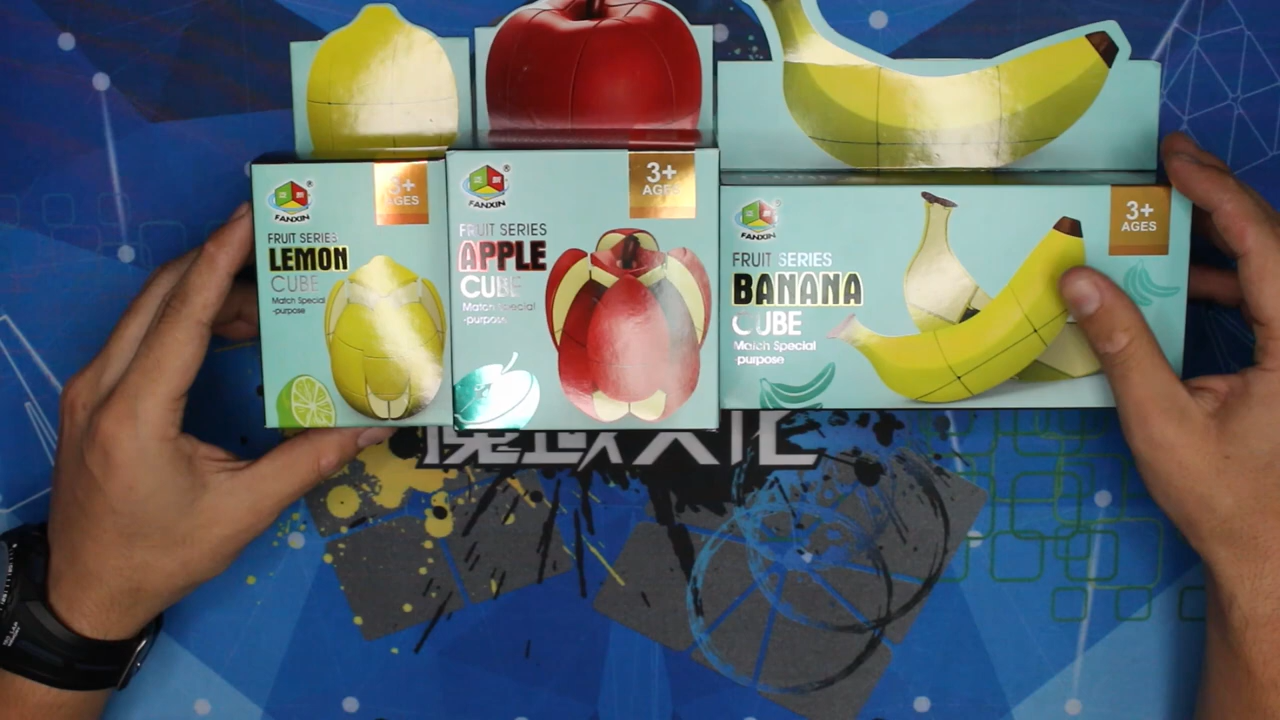 FANXIN
®
3+
AGES
FRUIT SERIES
LEMON
CUBE
Match Special
-purpose
FANXIN
®
3+
AGES
FRUIT SERIES
APPLE
CUBE
Match Special
-purpose
FANXIN
®
3+
AGES
FRUIT SERIES
BANANA
CUBE
Match Special
-purpose